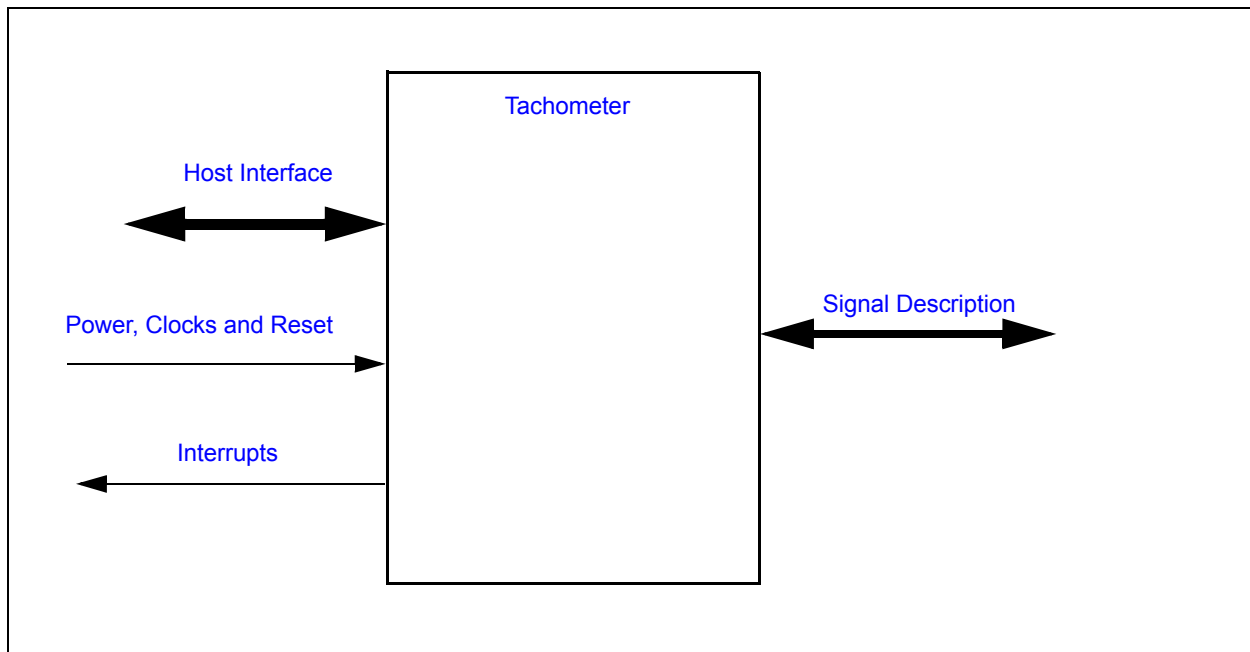 Tachometer
Host Interface
Signal Description
Power, Clocks and Reset
Interrupts